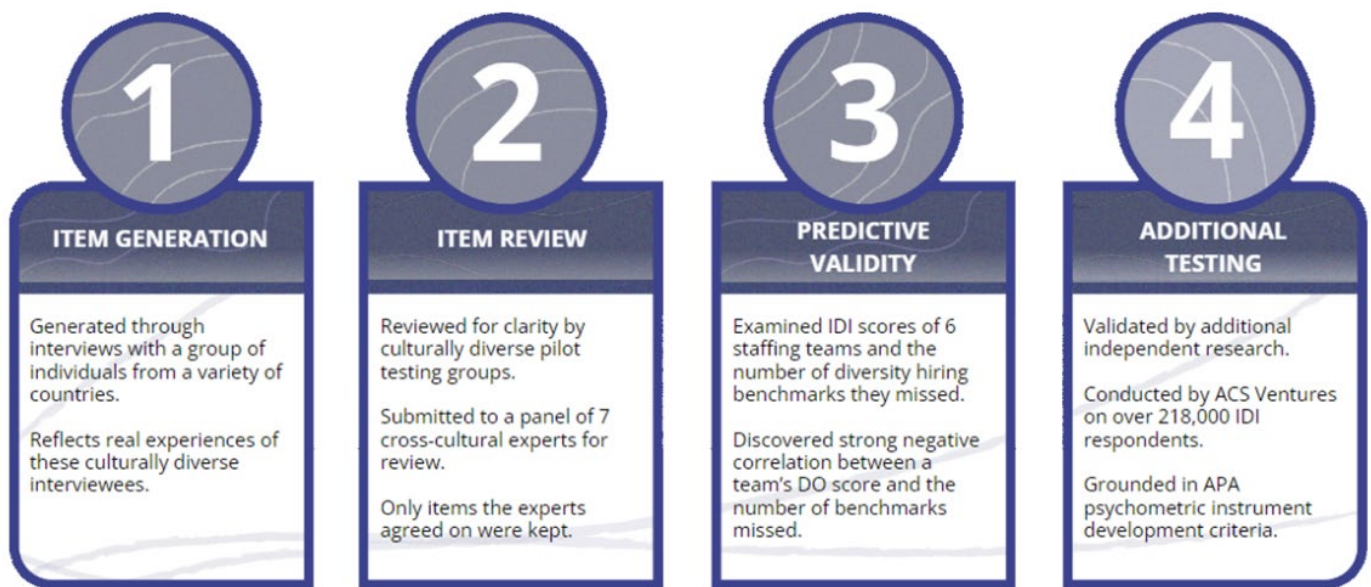 1
ITEM GENERATION
Generated through
interviews with a group of
individuals from a variety of
countries.
Reflects real experiences of
these culturally diverse
interviewees.
2
ITEM REVIEW
Reviewed for clarity by
culturally diverse pilot
testing groups.
Submitted to a panel of 7
cross-cultural experts for
review.
Only items the experts
agreed on were kept.
3
PREDICTIVE
VALIDITY
Examined IDI scores of 6
staffing teams and the
number of diversity hiring
benchmarks they missed.
Discovered strong negative
correlation between a
team's DO score and the
number of benchmarks
missed.
4
ADDITIONAL
TESTING
Validated by additional
independent research.
Conducted by ACS Ventures
on over 218,000 IDI
respondents.
Grounded in APA
psychometric instrument
development criteria.